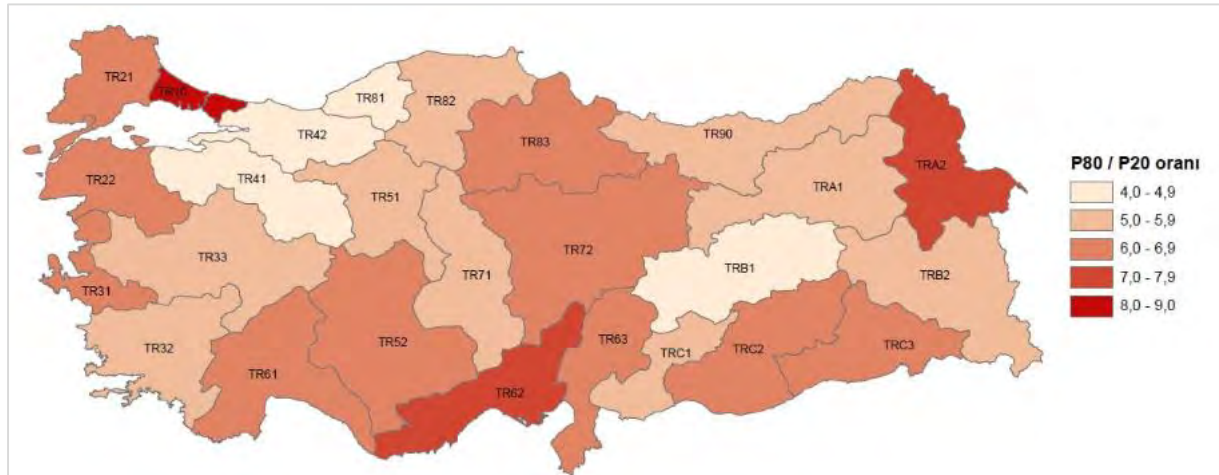 TR21
TR10
TR81
TR82
TR42
TR83
TR90
TRA2
TR22
TR41
TR51
TRA1
TR33
TR72
TR71
TRB1
TRB2
TR31
TR32
TR52
TR63
TRC1
TRC2
TRC3
TR61
TR62
P80 / P20 oranı
4,0 - 4,9
5,0 - 5,9
6,0 - 6,9
7,0 - 7,9
8,0 - 9,0